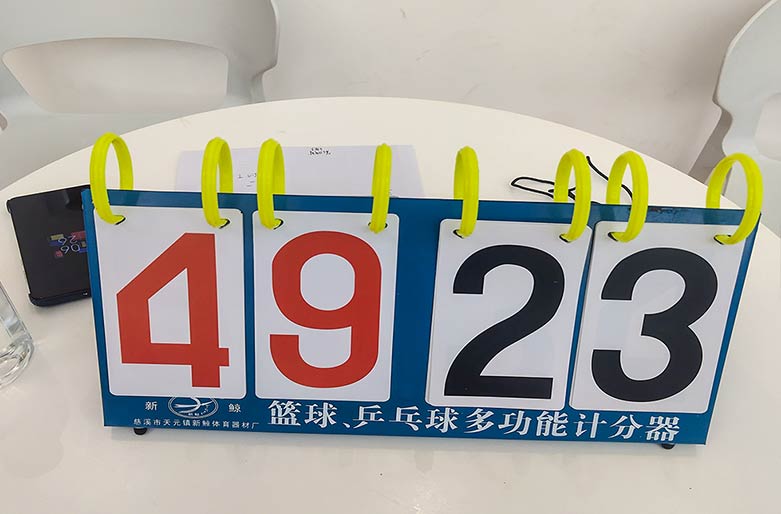 49 23
新鲸
篮球、乒乓球多功能计分器
慈溪市天元镇新鲸体育器材厂